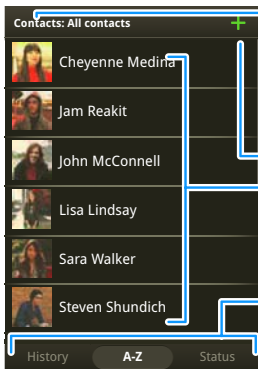 Contacts: All contacts +
Cheyenne Medina
Jam Reakit
John McConnell
Lisa Lindsay
Sara Walker
Steven Shundich
History A-Z Status